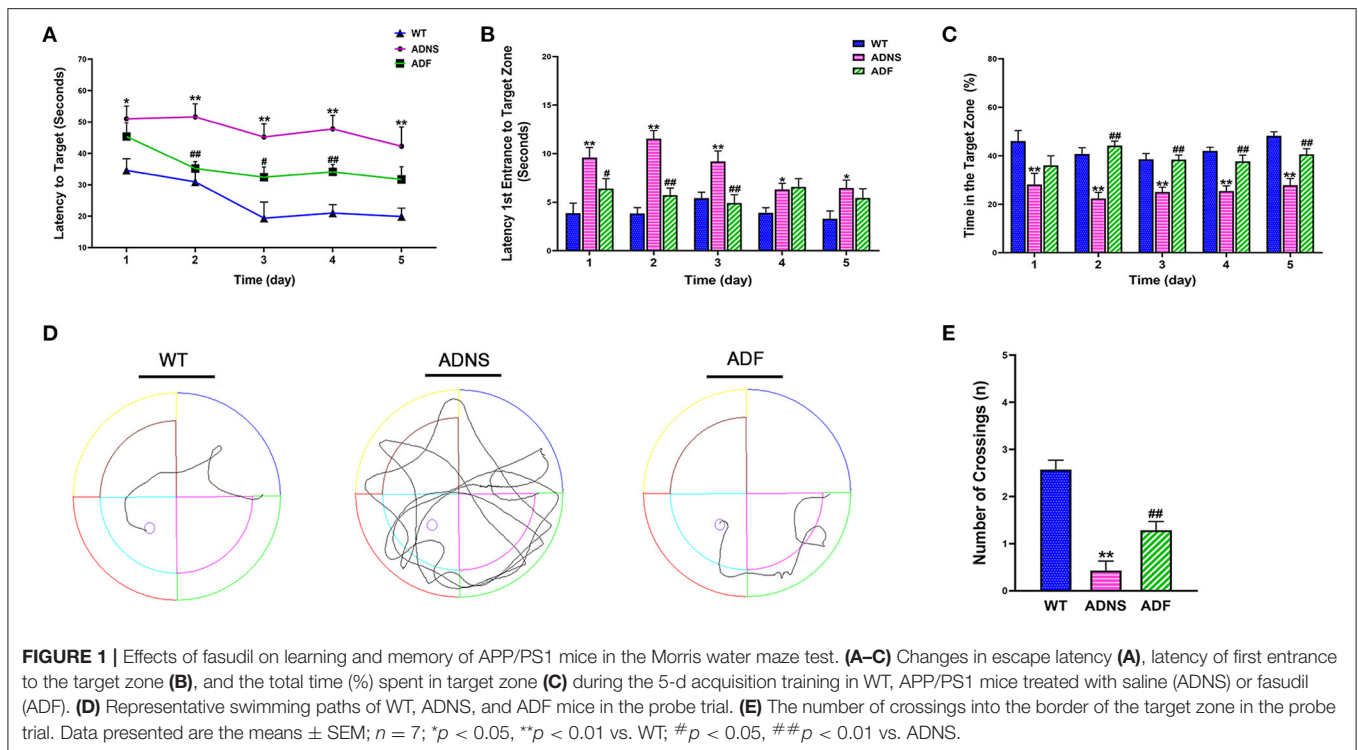 A
WT
ADNS
ADF
Latency to Target (Seconds)
70
60
50
40
30
20
10
* ** ** ** **
## # ##
1 2 3 4 5
Time (day)
B
WT
ADNS
ADF
Latency 1st Entrance to Target Zone
(Seconds)
20
15
10
5
0
** ** ** * *
# ## ##
1 2 3 4 5
Time (day)
C
WT
ADNS
ADF
Time in the Target Zone (%)
80
60
40
20
0
** ** ** ** **
## ## ## ##
1 2 3 4 5
Time (day)
D
WT
ADNS
ADF
E
Number of Crossings (n)
5
4
3
2
1
0
**
##
WT ADNS ADF
FIGURE 1 | Effects of fasudil on learning and memory of APP/PS1 mice in the Morris water maze test. (A–C) Changes in escape latency (A), latency of first entrance
to the target zone (B), and the total time (%) spent in target zone (C) during the 5-d acquisition training in WT, APP/PS1 mice treated with saline (ADNS) or fasudil
(ADF). (D) Representative swimming paths of WT, ADNS, and ADF mice in the probe trial. (E) The number of crossings into the border of the target zone in the probe
trial. Data presented are the means ± SEM; n = 7; *p < 0.05, **p < 0.01 vs. WT; #p < 0.05, ##p < 0.01 vs. ADNS.